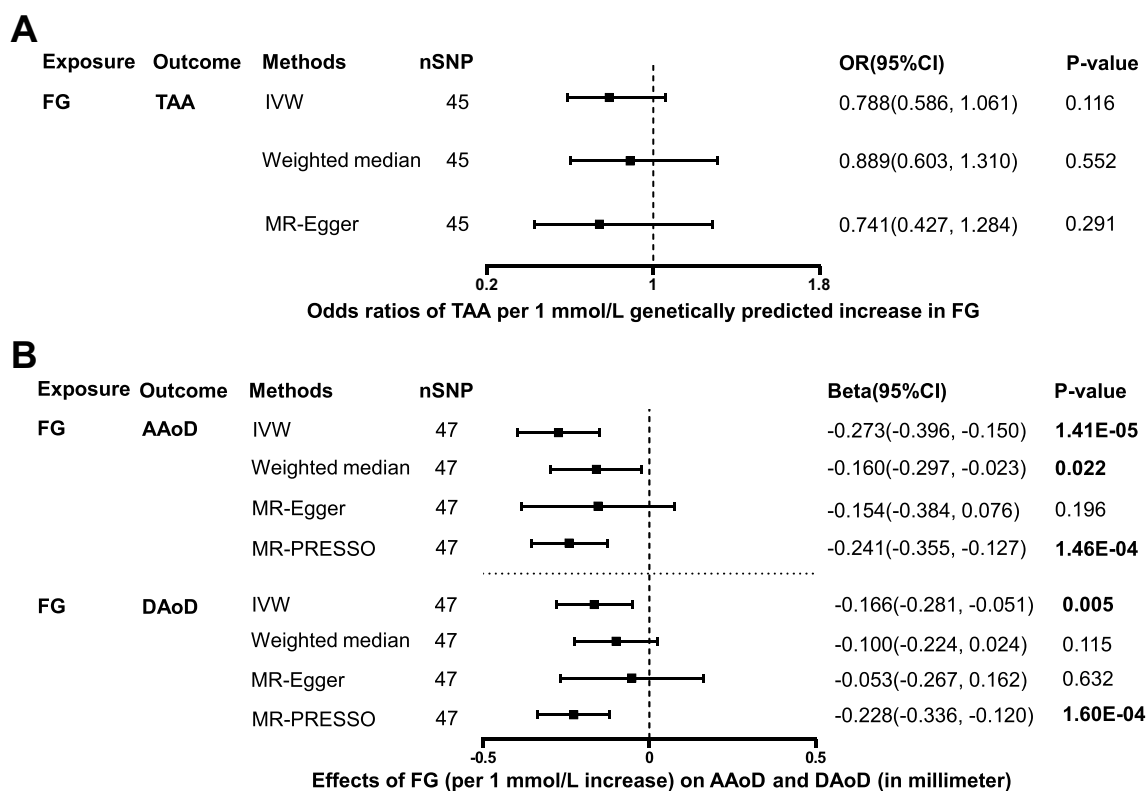 A
Exposure Outcome Methods nSNP OR(95%CI) P-value
FG TAA IVW 45 0.788(0.586, 1.061) 0.116
Weighted median 45 0.889(0.603, 1.310) 0.552
MR-Egger 45 0.741(0.427, 1.284) 0.291
0.2 1 1.8
Odds ratios of TAA per 1 mmol/L genetically predicted increase in FG
B
Exposure Outcome Methods nSNP Beta(95%CI) P-value
FG AAoD IVW 47 -0.273(-0.396, -0.150) 1.41E-05
Weighted median 47 -0.160(-0.297, -0.023) 0.022
MR-Egger 47 -0.154(-0.384, 0.076) 0.196
MR-PRESSO 47 -0.241(-0.355, -0.127) 1.46E-04
FG DAoD IVW 47 -0.166(-0.281, -0.051) 0.005
Weighted median 47 -0.100(-0.224, 0.024) 0.115
MR-Egger 47 -0.053(-0.267, 0.162) 0.632
MR-PRESSO 47 -0.228(-0.336, -0.120) 1.60E-04
-0.5 0 0.5
Effects of FG (per 1 mmol/L increase) on AAoD and DAoD (in millimeter)